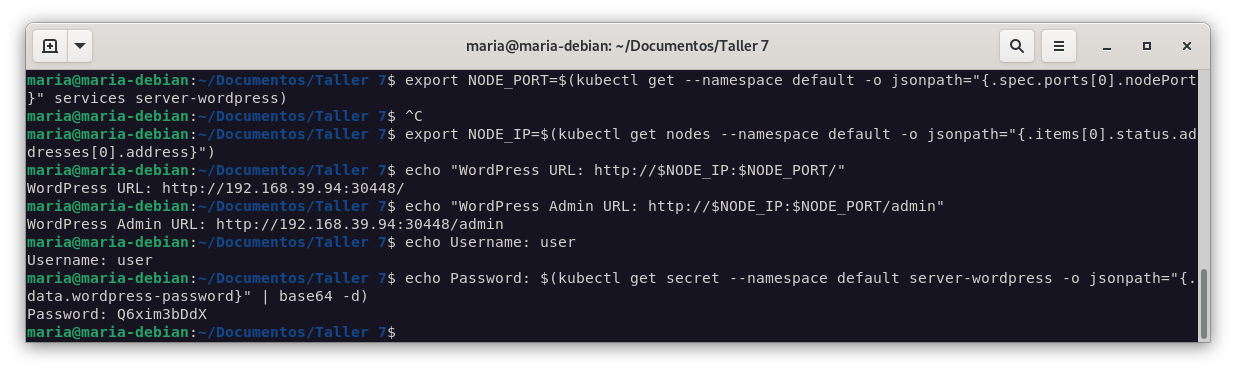 maria@maria-debian: ~/Documentos/Taller 7
maria@maria-debian:~/Documentos/Taller 7$ export NODE_PORT=$(kubectl get --namespace default -o jsonpath="{.spec.ports[0].nodePort
}" services server-wordpress)
maria@maria-debian:~/Documentos/Taller 7$ ^C
maria@maria-debian:~/Documentos/Taller 7$ export NODE_IP=$(kubectl get nodes --namespace default -o jsonpath="{.items[0].status.ad
dresses[0].address}")
maria@maria-debian:~/Documentos/Taller 7$ echo "WordPress URL: http://$NODE_IP:$NODE_PORT/"
WordPress URL: http://192.168.39.94:30448/
maria@maria-debian:~/Documentos/Taller 7$ echo "WordPress Admin URL: http://$NODE_IP:$NODE_PORT/admin"
WordPress Admin URL: http://192.168.39.94:30448/admin
maria@maria-debian:~/Documentos/Taller 7$ echo Username: user
Username: user
maria@maria-debian:~/Documentos/Taller 7$ echo Password: $(kubectl get secret --namespace default server-wordpress -o jsonpath="{.
data.wordpress-password}" | base64 -d)
Password: Q6xim3bDdX
maria@maria-debian:~/Documentos/Taller 7$